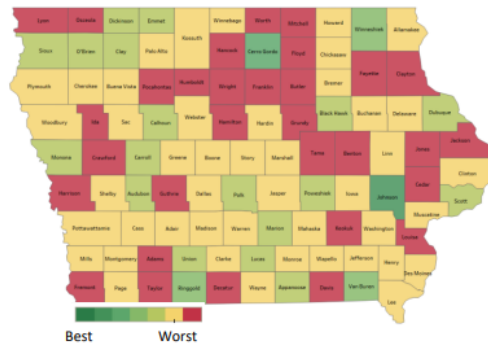 Lyon Osceola Dickinson Emmet Winnebago Worth Mitchell Howard Winneshiek Allamakee
Kossuth
Sioux O'Brien Clay Palo Alto Hancock Cerro Gordo Floyd Chickasaw
Fayette Clayton
Plymouth Cherokee Buena Vista Pocahontas Humboldt Wright Franklin Butler Bremer
Woodbury Ida Sac Calhoun Webster Hamilton Hardin Grundy Black Hawk Buchanan Delaware Dubuque
Jackson
Monona Crawford Carroll Greene Boone Story Marshall Tama Benton Linn Jones
Clinton
Harrison Shelby Audubon Guthrie Dallas Polk Jasper Poweshiek Iowa Johnson Cedar
Scott
Muscatine
Pottawattamie Cass Adair Madison Warren Marion Mahaska Keokuk Washington
Louisa
Mills Montgomery Adams Union Clarke Lucas Monroe Wapello Jefferson Henry
Des Moines
Fremont Page Taylor Ringgold Decatur Wayne Appanoose Davis Van Buren
Lee
Best Worst